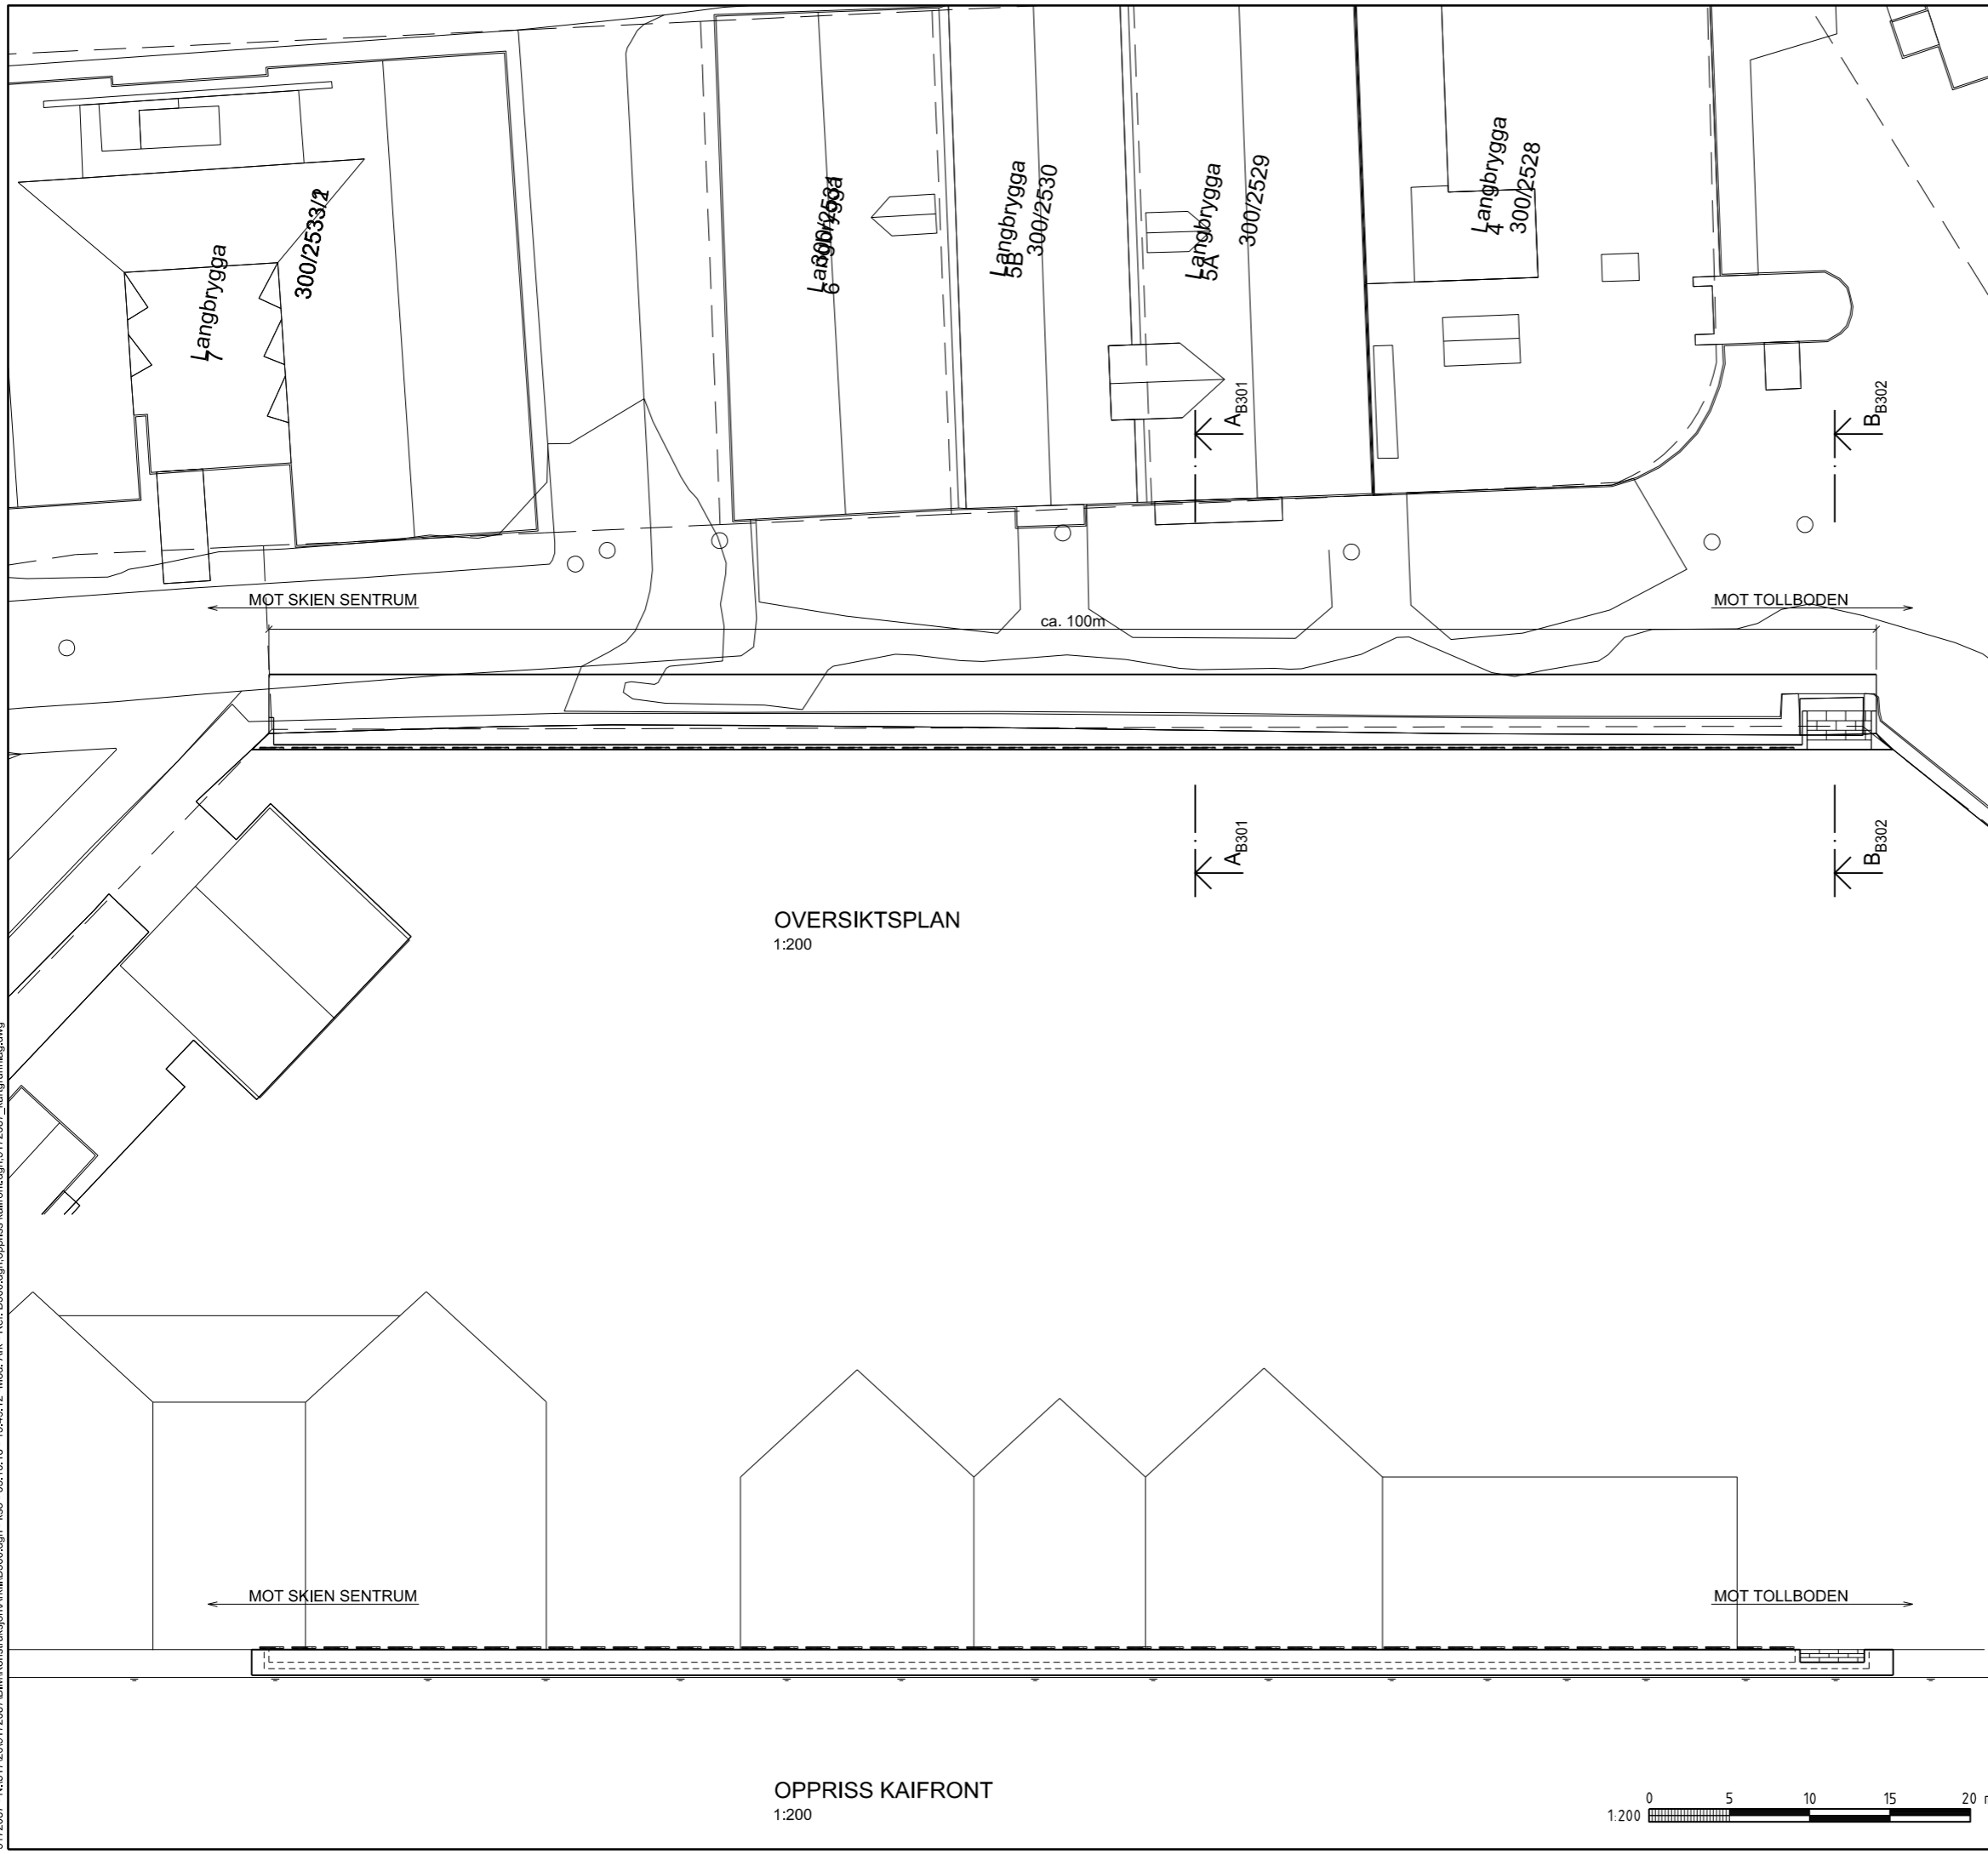 Langbrygga
7
300/2533/2
Langbrygga
6
300/2531
Langbrygga
5B
300/2530
Langbrygga
5A
300/2529
Langbrygga
4
300/2528
A B301
B B302
MOT SKIEN SENTRUM
MOT TOLLBODEN
ca. 100m
A B301
B B302
OVERSIKTSPLAN
1:200
MOT SKIEN SENTRUM
MOT TOLLBODEN
OPPRISS KAIFRONT
1:200
0 5 10 15 20
1:200